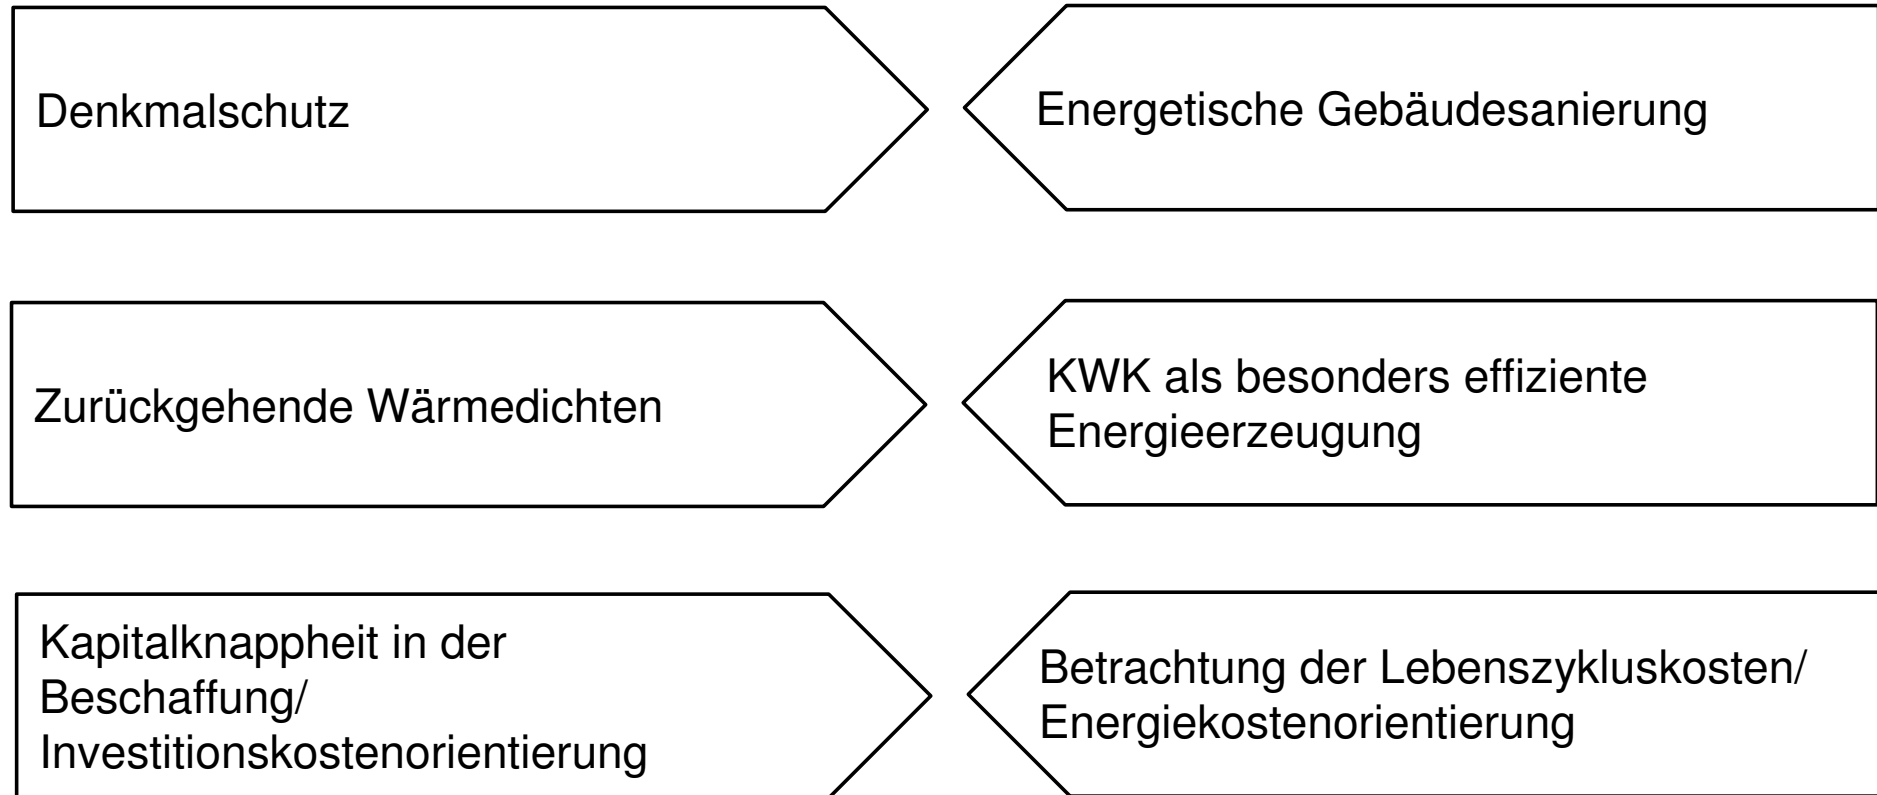 Denkmalschutz
Energetische Gebäudesanierung
Zurückgehende Wärmedichten
KWK als besonders effiziente
Energieerzeugung
Kapitalknappheit in der
Beschaffung/
Investitionskostenorientierung
Betrachtung der Lebenszykluskosten/
Energiekostenorientierung